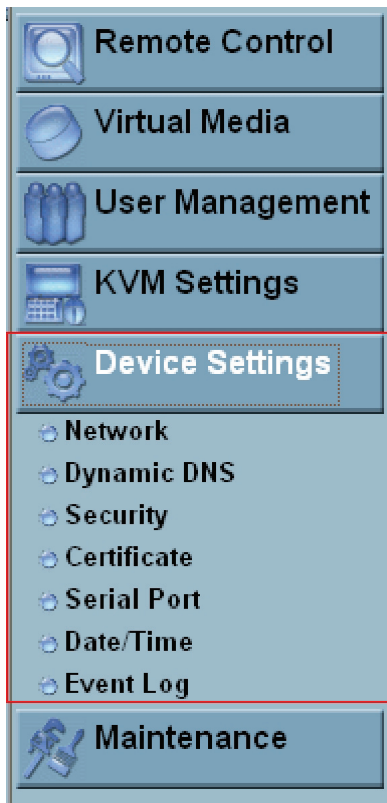 Remote Control
Virtual Media
User Management
KVM Settings
Device Settings
Network
Dynamic DNS
Security
Certificate
Serial Port
Date/Time
Event Log
Maintenance